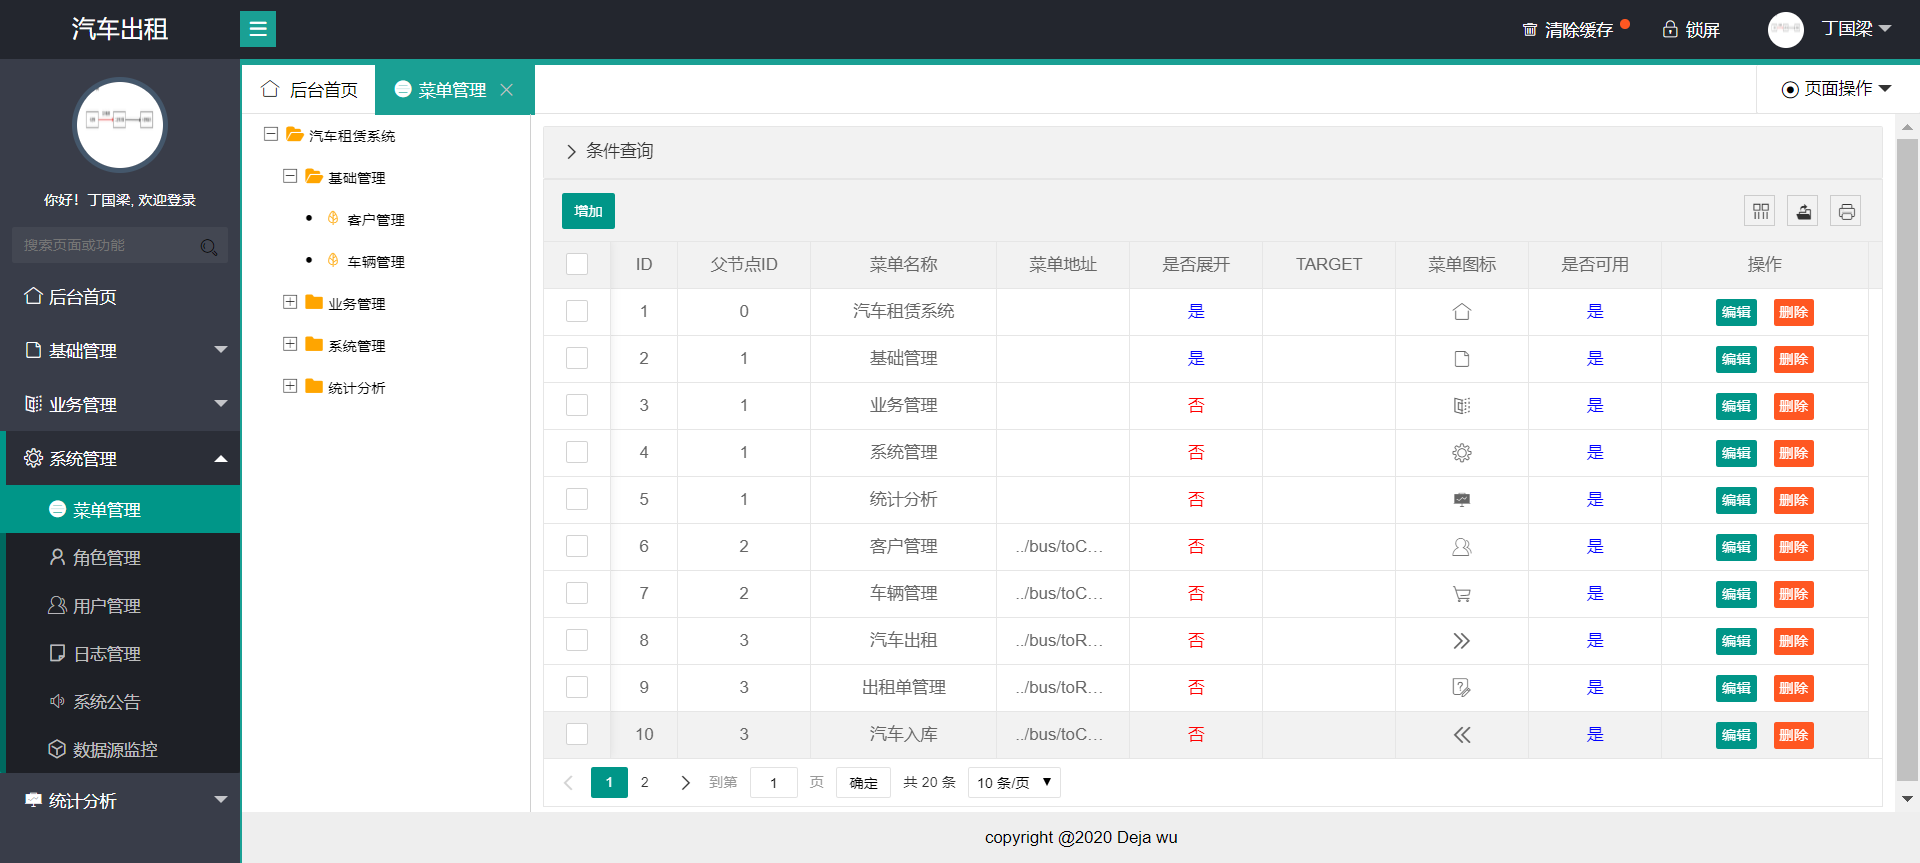 汽车出租
清除缓存
锁屏
丁国梁
你好！丁国梁, 欢迎登录
搜索页面或功能
后台首页
基础管理
业务管理
系统管理
菜单管理
角色管理
用户管理
日志管理
系统公告
数据源监控
统计分析
后台首页
菜单管理
页面操作
汽车租赁系统
基础管理
客户管理
车辆管理
业务管理
系统管理
统计分析
条件查询
增加
ID 父节点ID 菜单名称 菜单地址 是否展开 TARGET 菜单图标 是否可用 操作
1 0 汽车租赁系统 是 是 编辑 删除
2 1 基础管理 是 是 编辑 删除
3 1 业务管理 否 是 编辑 删除
4 1 系统管理 否 是 编辑 删除
5 1 统计分析 否 是 编辑 删除
6 2 客户管理 ../bus/toC... 否 是 编辑 删除
7 2 车辆管理 ../bus/toC... 否 是 编辑 删除
8 3 汽车出租 ../bus/toR... 否 是 编辑 删除
9 3 出租单管理 ../bus/toR... 否 是 编辑 删除
10 3 汽车入库 ../bus/toC... 否 是 编辑 删除
1 2 到第 1 页 确定 共 20 条 10 条/页
copyright @2020 Deja wu